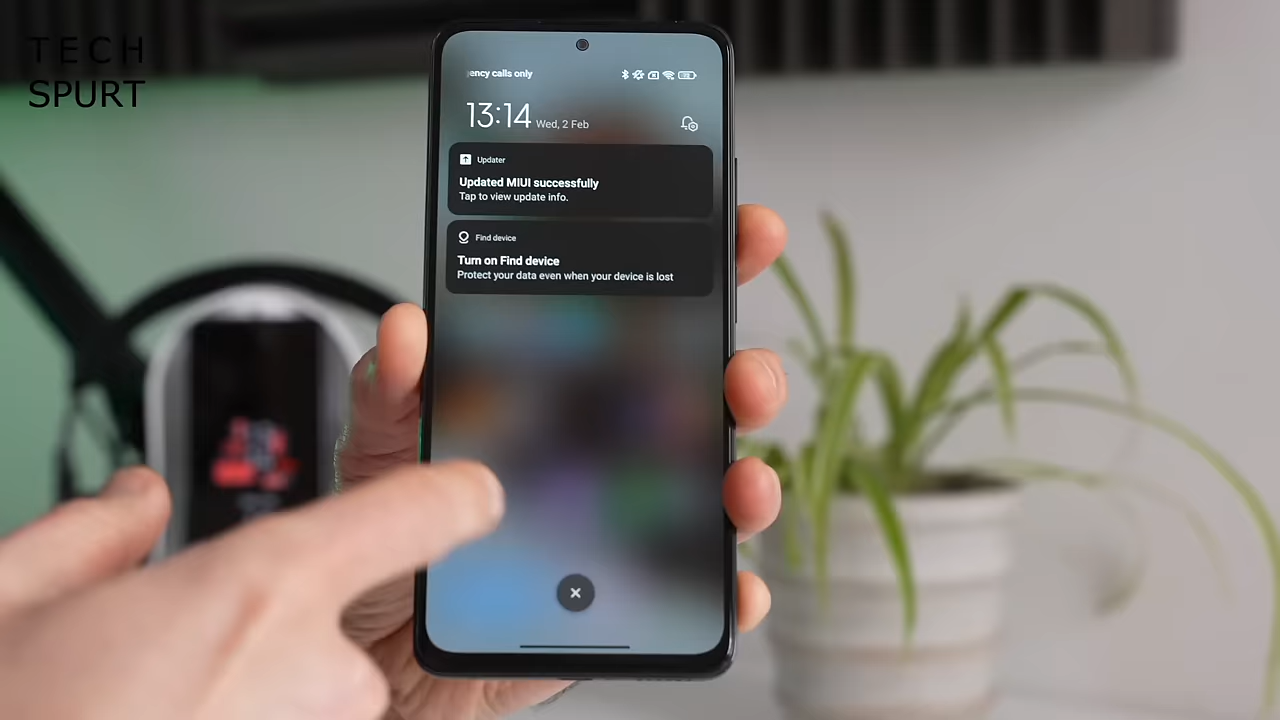 TECH
SPURT
ency calls only
13:14 Wed, 2 Feb
Updater
Updated MIUI successfully
Tap to view update info.
Find device
Turn on Find device
Protect your data even when your device is lost